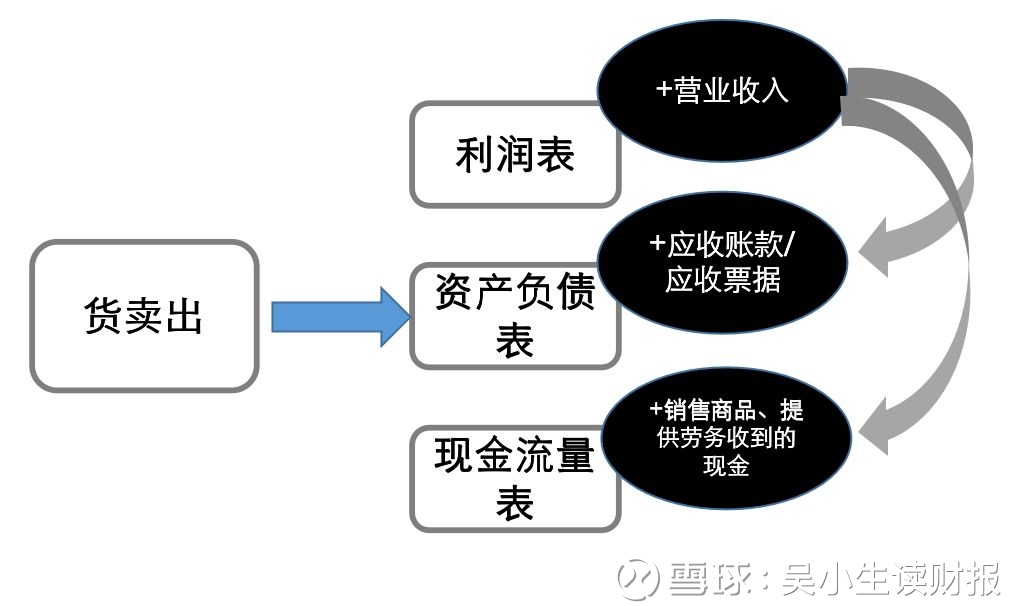 +营业收入
利润表
+应收账款/
应收票据
货卖出
资产负债
表
+销售商品、提
供劳务收到的
现金
现金流量
表
雪球：吴小生读财报